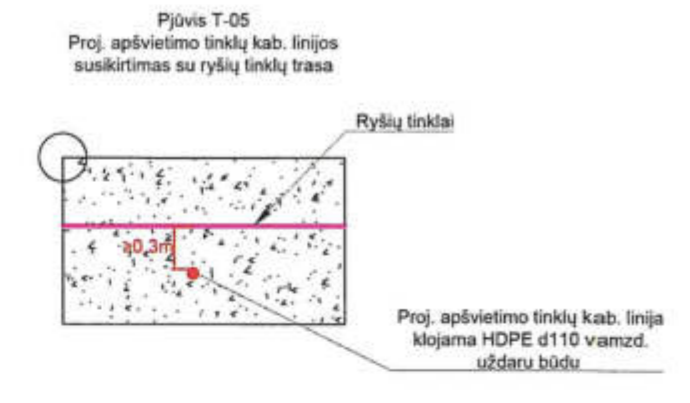 Pjūvis T-05
Proj. apšvietimo tinklų kab. linijos
susikirtimas su ryšių tinklų trasa
Ryšių tinklai
≥0,3m
Proj. apšvietimo tinklų kab. linija
klojama HDPE d110 vamzd.
uždaru būdu